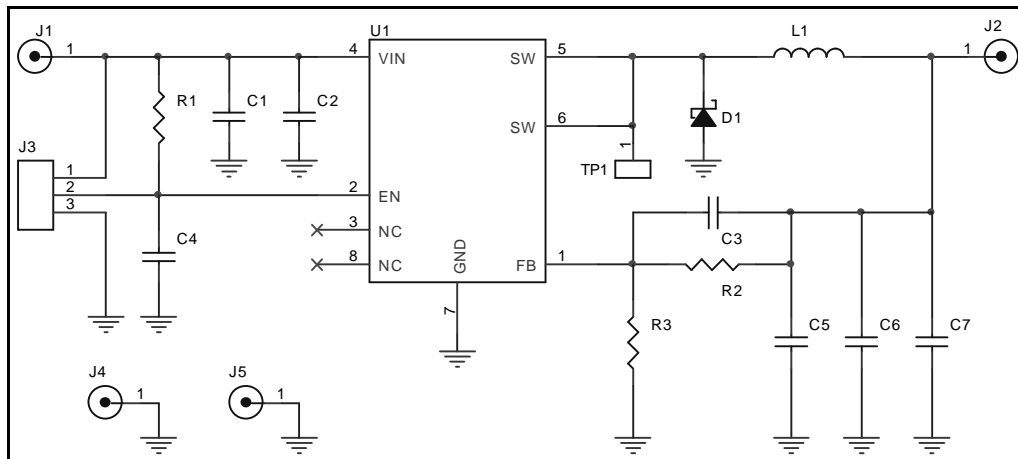 J1
1
U1
4
VIN
SW
5
L1
J2
1
R1
C1
C2
SW
6
D1
TP1
1
J3
1
2
3
2
EN
3
NC
8
NC
C4
GND
7
FB
1
C3
R2
R3
C5
C6
C7
J4
1
J5
1